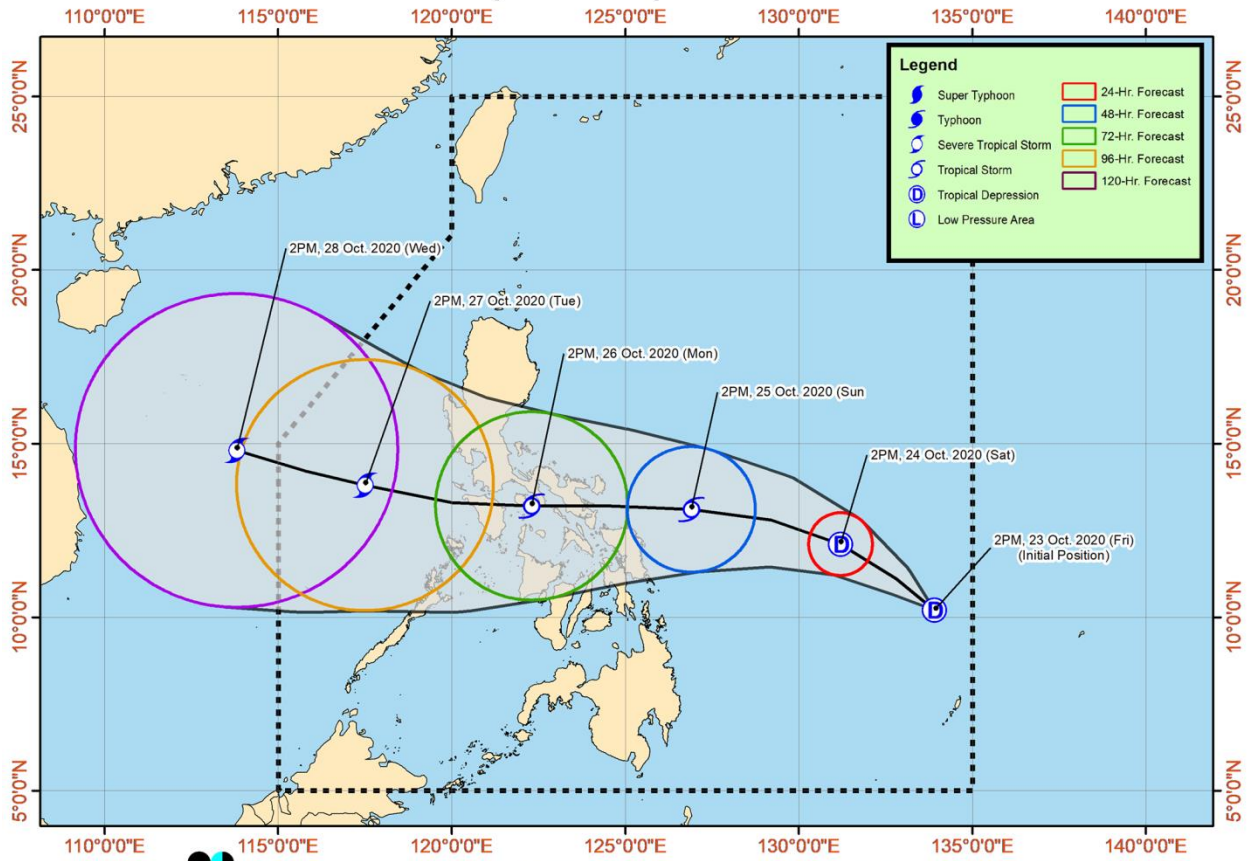 110°0'0"E 115°0'0"E 120°0'0"E 125°0'0"E 130°0'0"E 135°0'0"E 140°0'0"E
Legend
Super Typhoon
Typhoon
Severe Tropical Storm
Tropical Storm
D Tropical Depression
L Low Pressure Area
24-Hr. Forecast
48-Hr. Forecast
72-Hr. Forecast
96-Hr. Forecast
120-Hr. Forecast
25°0'0"N 25°0'0"N
2PM, 28 Oct. 2020 (Wed)
20°0'0"N 20°0'0"N
2PM, 27 Oct. 2020 (Tue)
2PM, 26 Oct. 2020 (Mon)
2PM, 25 Oct. 2020 (Sun
15°0'0"N 15°0'0"N
2PM, 24 Oct. 2020 (Sat)
D
2PM, 23 Oct. 2020 (Fri)
(Initial Position)
D
10°0'0"N 10°0'0"N
5°0'0"N 5°0'0"N
110°0'0"E 115°0'0"E 120°0'0"E 125°0'0"E 130°0'0"E 135°0'0"E 140°0'0"E